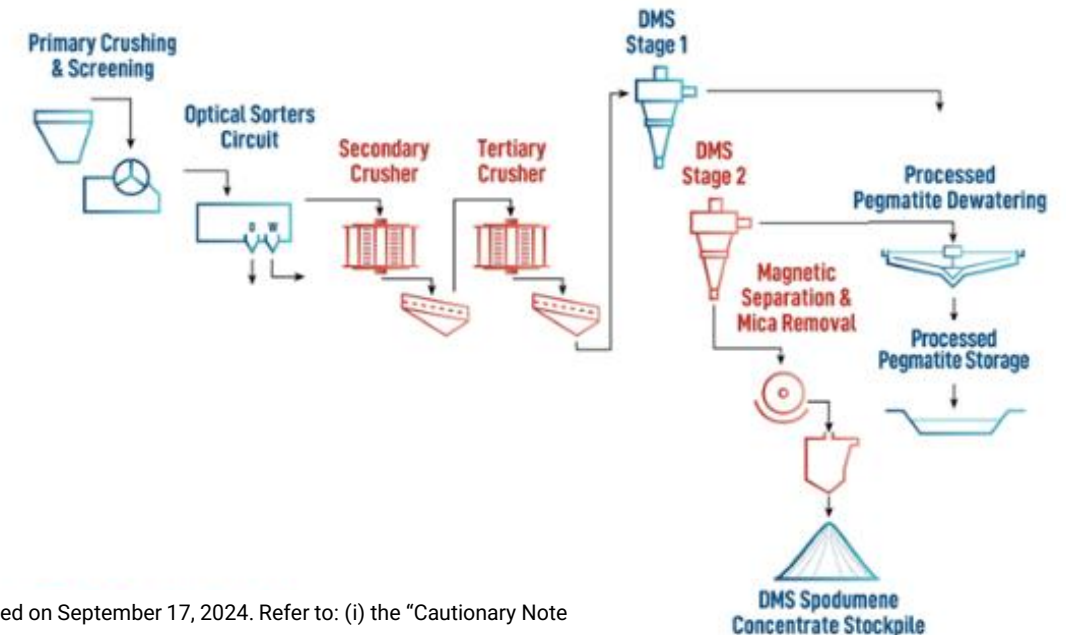 Primary Crushing
& Screening
Optical Sorters
Circuit
O W
Secondary
Crusher
Tertiary
Crusher
DMS
Stage 1
DMS
Stage 2
Processed
Pegmatite Dewatering
Magnetic
Separation &
Mica Removal
Processed
Pegmatite Storage
DMS Spodumene
Concentrate Stockpile
ed on September 17, 2024. Refer to: (i) the “Cautionary Note